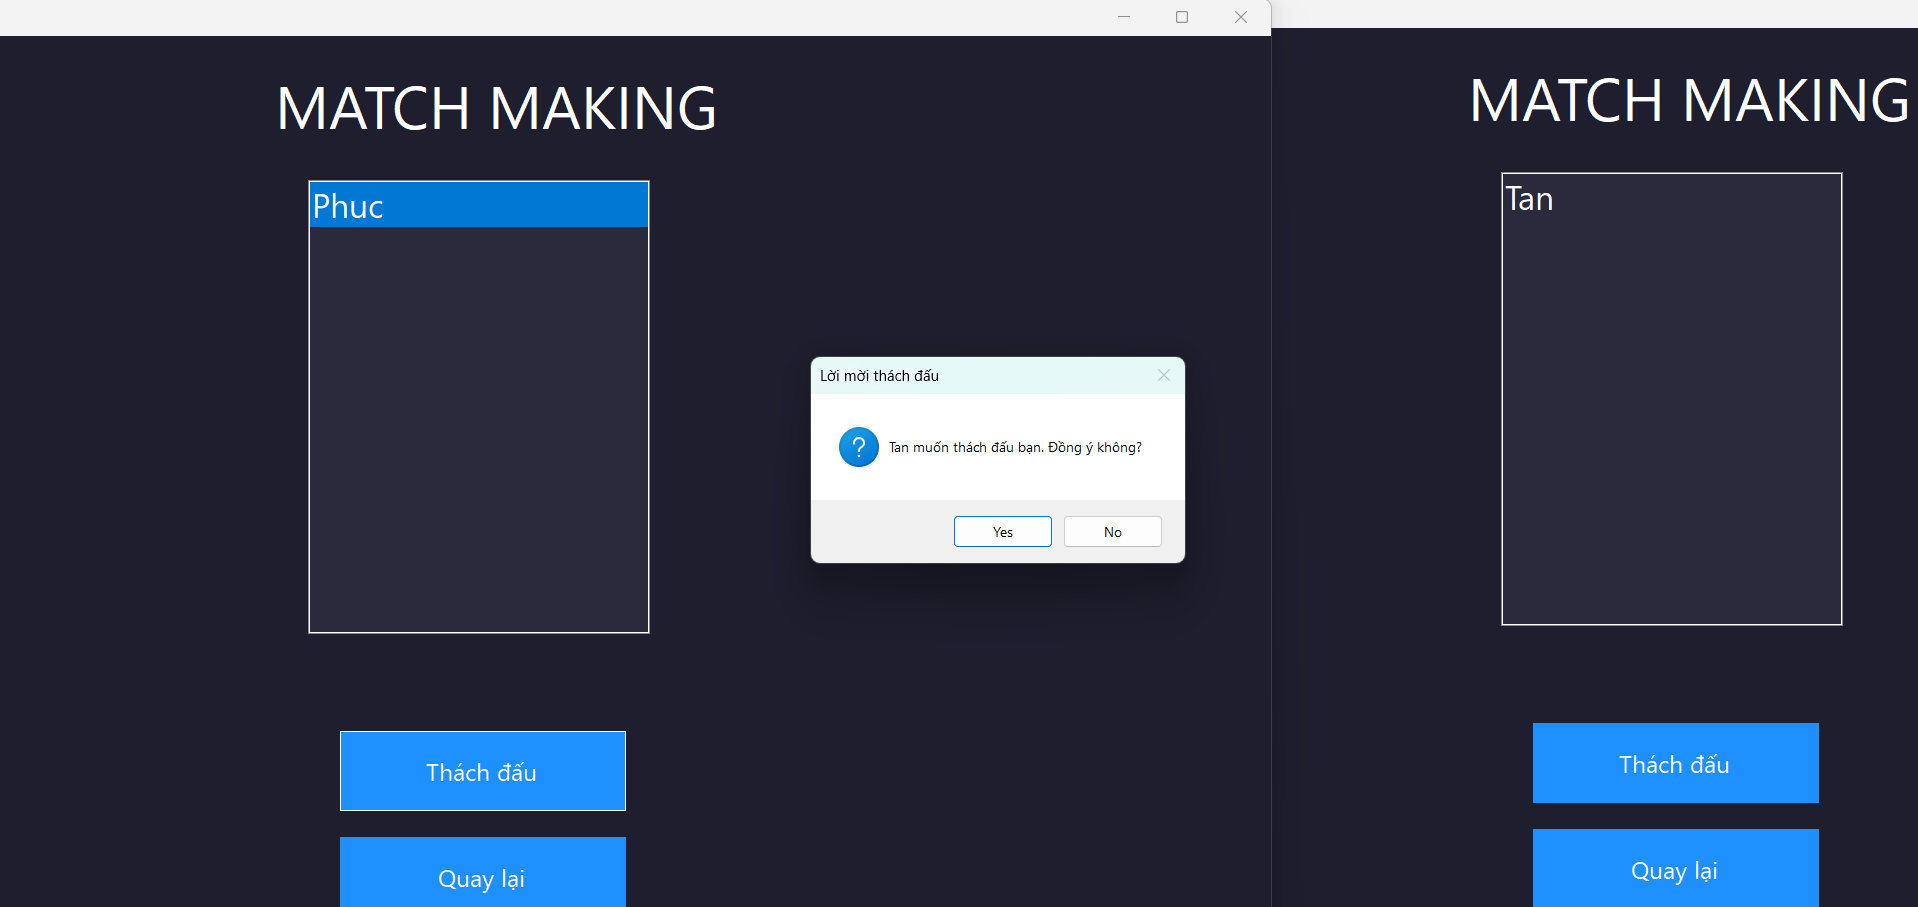 MATCH MAKING
Phuc
Thách đấu
Quay lại
Lời mời thách đấu
Tan muốn thách đấu bạn. Đồng ý không?
Yes
No
MATCH MAKING
Tan
Thách đấu
Quay lại